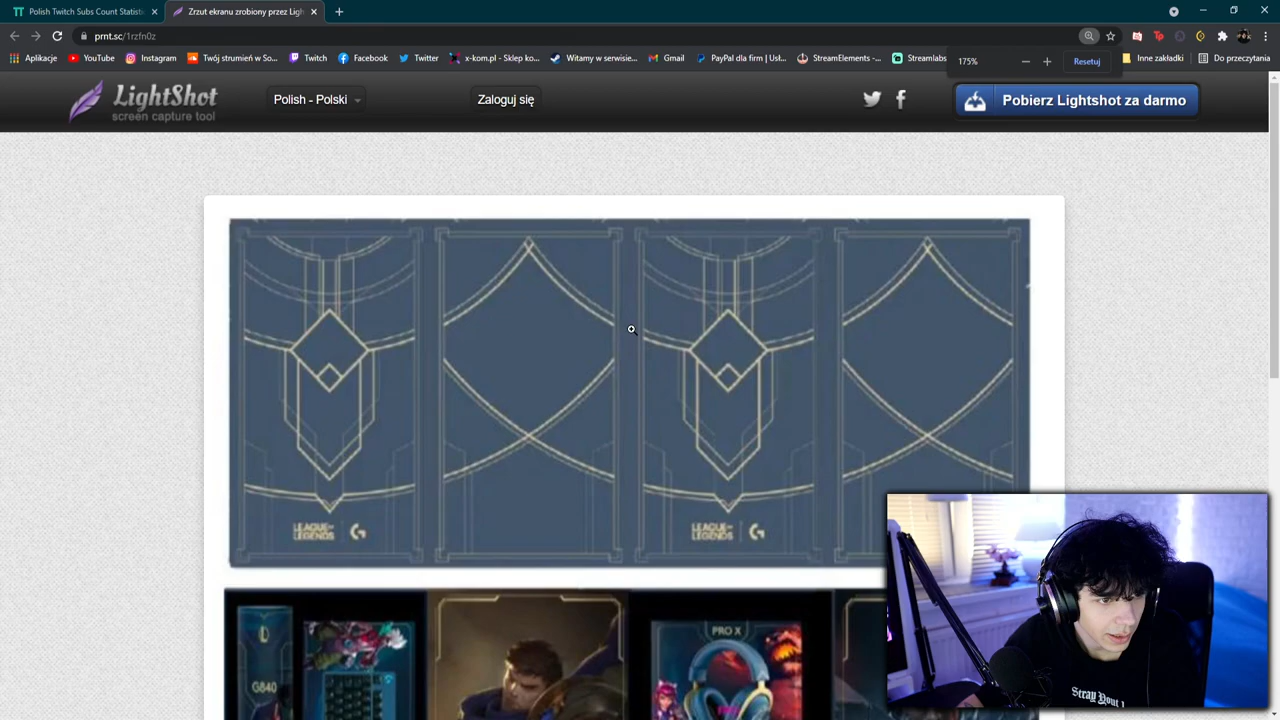 Polish Twitch Subs Count Statisti
Zrzut ekranu zrobiony przez Ligh
prnt.sc/1rzfn0z
Aplikacje
YouTube
Instagram
Twój strumień w So...
Twitch
Facebook
Twitter
x-kom.pl - Sklep ko...
Witamy w serwisie...
Gmail
PayPal dla firm | Usł...
StreamElements -...
Streamlabs
Inne zakładki
Do przeczytania
175%
Resetuj
LightShot
screen capture tool
Polish - Polski
Zaloguj się
Pobierz Lightshot za darmo
LEAGUE OF
LEGENDS
LEAGUE OF
LEGENDS
G840
PRO X
Stray